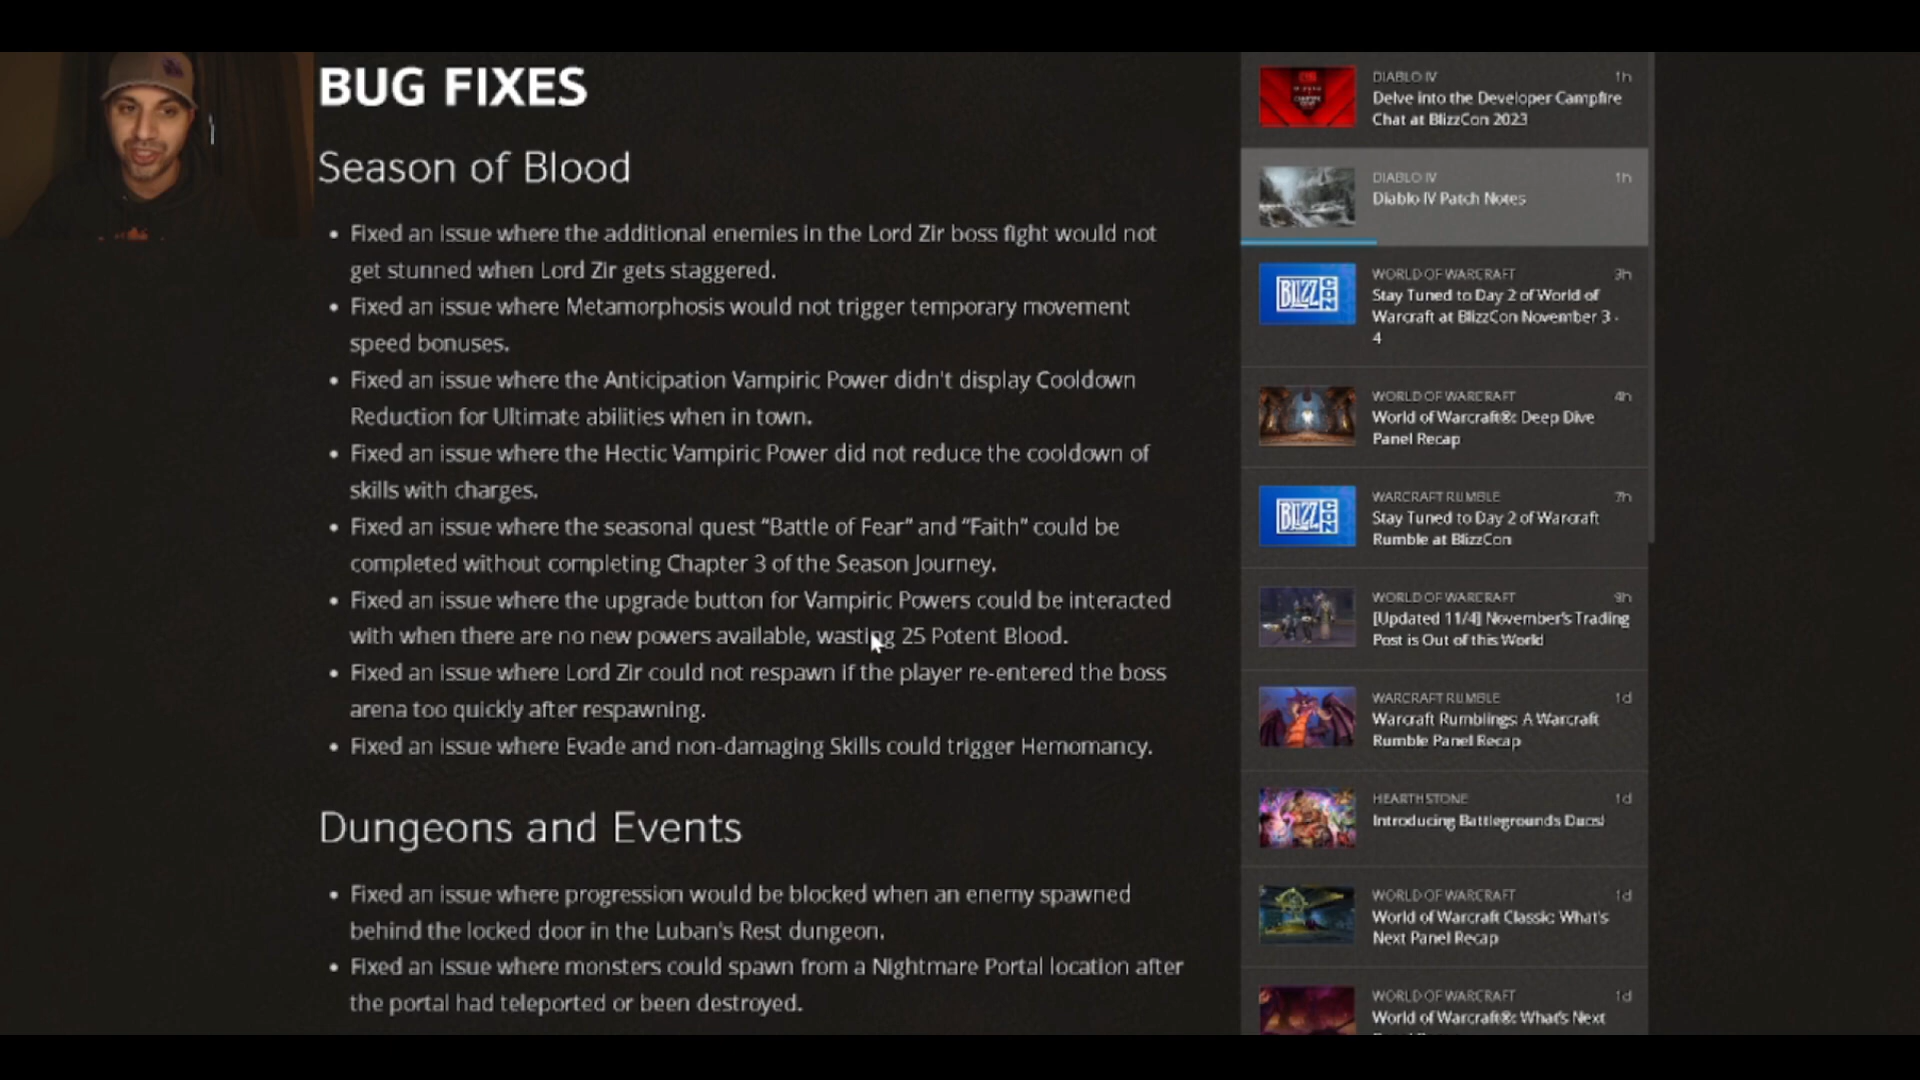 BUG FIXES
Season of Blood
• Fixed an issue where the additional enemies in the Lord Zir boss fight would not
get stunned when Lord Zir gets staggered.
• Fixed an issue where Metamorphosis would not trigger temporary movement
speed bonuses.
• Fixed an issue where the Anticipation Vampiric Power didn't display Cooldown
Reduction for Ultimate abilities when in town.
• Fixed an issue where the Hectic Vampiric Power did not reduce the cooldown of
skills with charges.
• Fixed an issue where the seasonal quest “Battle of Fear” and “Faith” could be
completed without completing Chapter 3 of the Season Journey.
• Fixed an issue where the upgrade button for Vampiric Powers could be interacted
with when there are no new powers available, wasting 25 Potent Blood.
• Fixed an issue where Lord Zir could not respawn if the player re-entered the boss
arena too quickly after respawning.
• Fixed an issue where Evade and non-damaging Skills could trigger Hemomancy.
Dungeons and Events
• Fixed an issue where progression would be blocked when an enemy spawned
behind the locked door in the Luban's Rest dungeon.
• Fixed an issue where monsters could spawn from a Nightmare Portal location after
the portal had teleported or been destroyed.
DIABLO IV 1h
Delve into the Developer Campfire
Chat at BlizzCon 2023
DIABLO IV 1h
Diablo IV Patch Notes
BLIZZ CON
WORLD OF WARCRAFT 3h
Stay Tuned to Day 2 of World of
Warcraft at BlizzCon November 3 -
4
WORLD OF WARCRAFT 4h
World of Warcraft®: Deep Dive
Panel Recap
BLIZZ CON
WARCRAFT RUMBLE 7h
Stay Tuned to Day 2 of Warcraft
Rumble at BlizzCon
WORLD OF WARCRAFT 9h
[Updated 11/4] November's Trading
Post is Out of this World
WARCRAFT RUMBLE 1d
Warcraft Rumblings: A Warcraft
Rumble Panel Recap
HEARTHSTONE 1d
Introducing Battlegrounds Duos!
WORLD OF WARCRAFT 1d
World of Warcraft Classic: What's
Next Panel Recap
WORLD OF WARCRAFT 1d
World of Warcraft®: What's Next